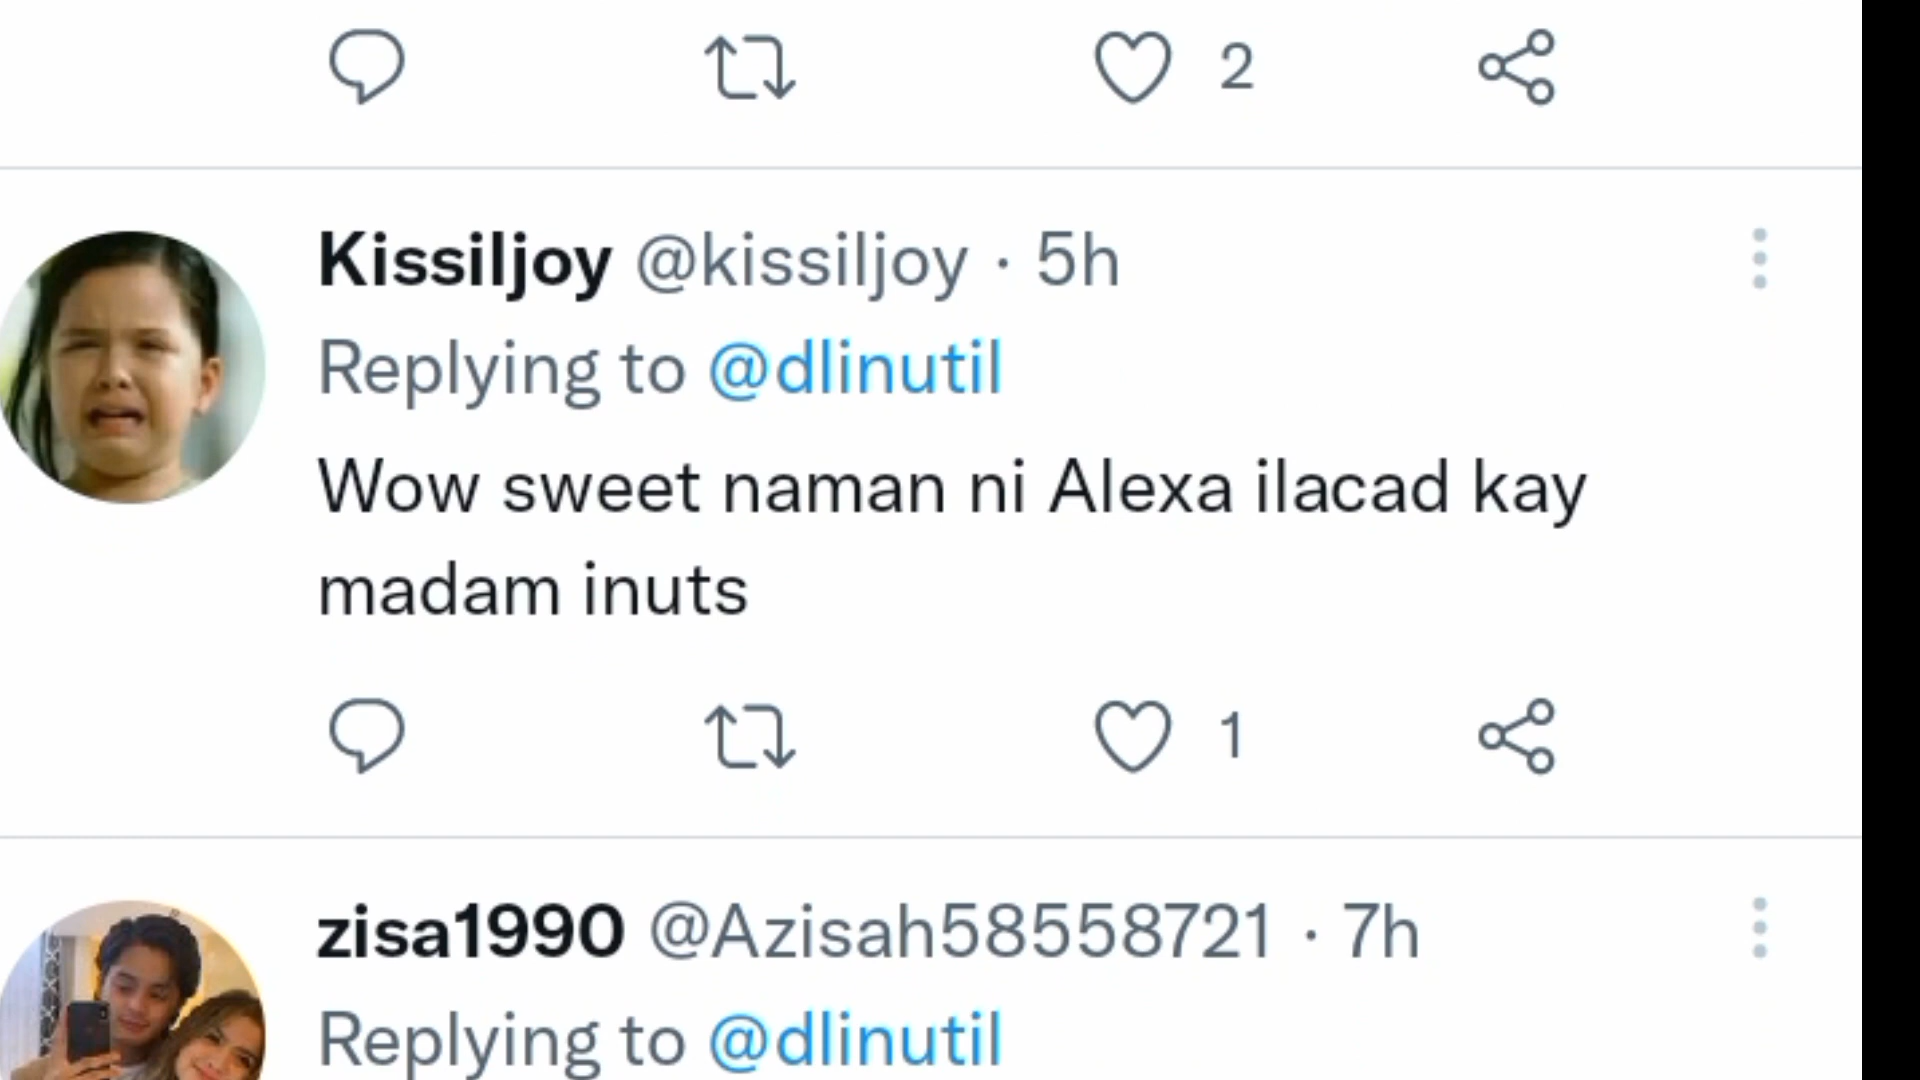 2
Kissiljoy @kissiljoy · 5h
Replying to @dlinutil
Wow sweet naman ni Alexa ilacad kay
madam inuts
1
zisa1990 @Azisah58558721 · 7h
Replying to @dlinutil